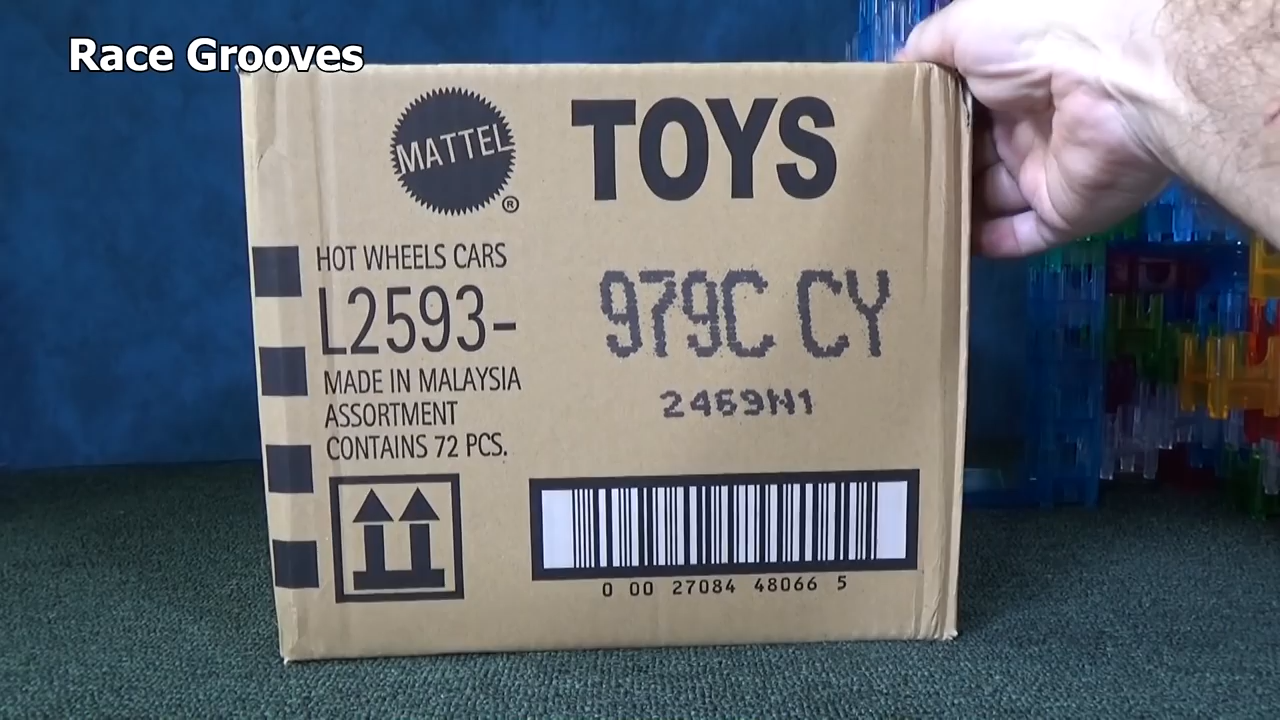 Race Grooves
MATTEL
®
TOYS
HOT WHEELS CARS
L2593-
MADE IN MALAYSIA
ASSORTMENT
CONTAINS 72 PCS.
979C CY
2469N1
0 00 27084 48066 5